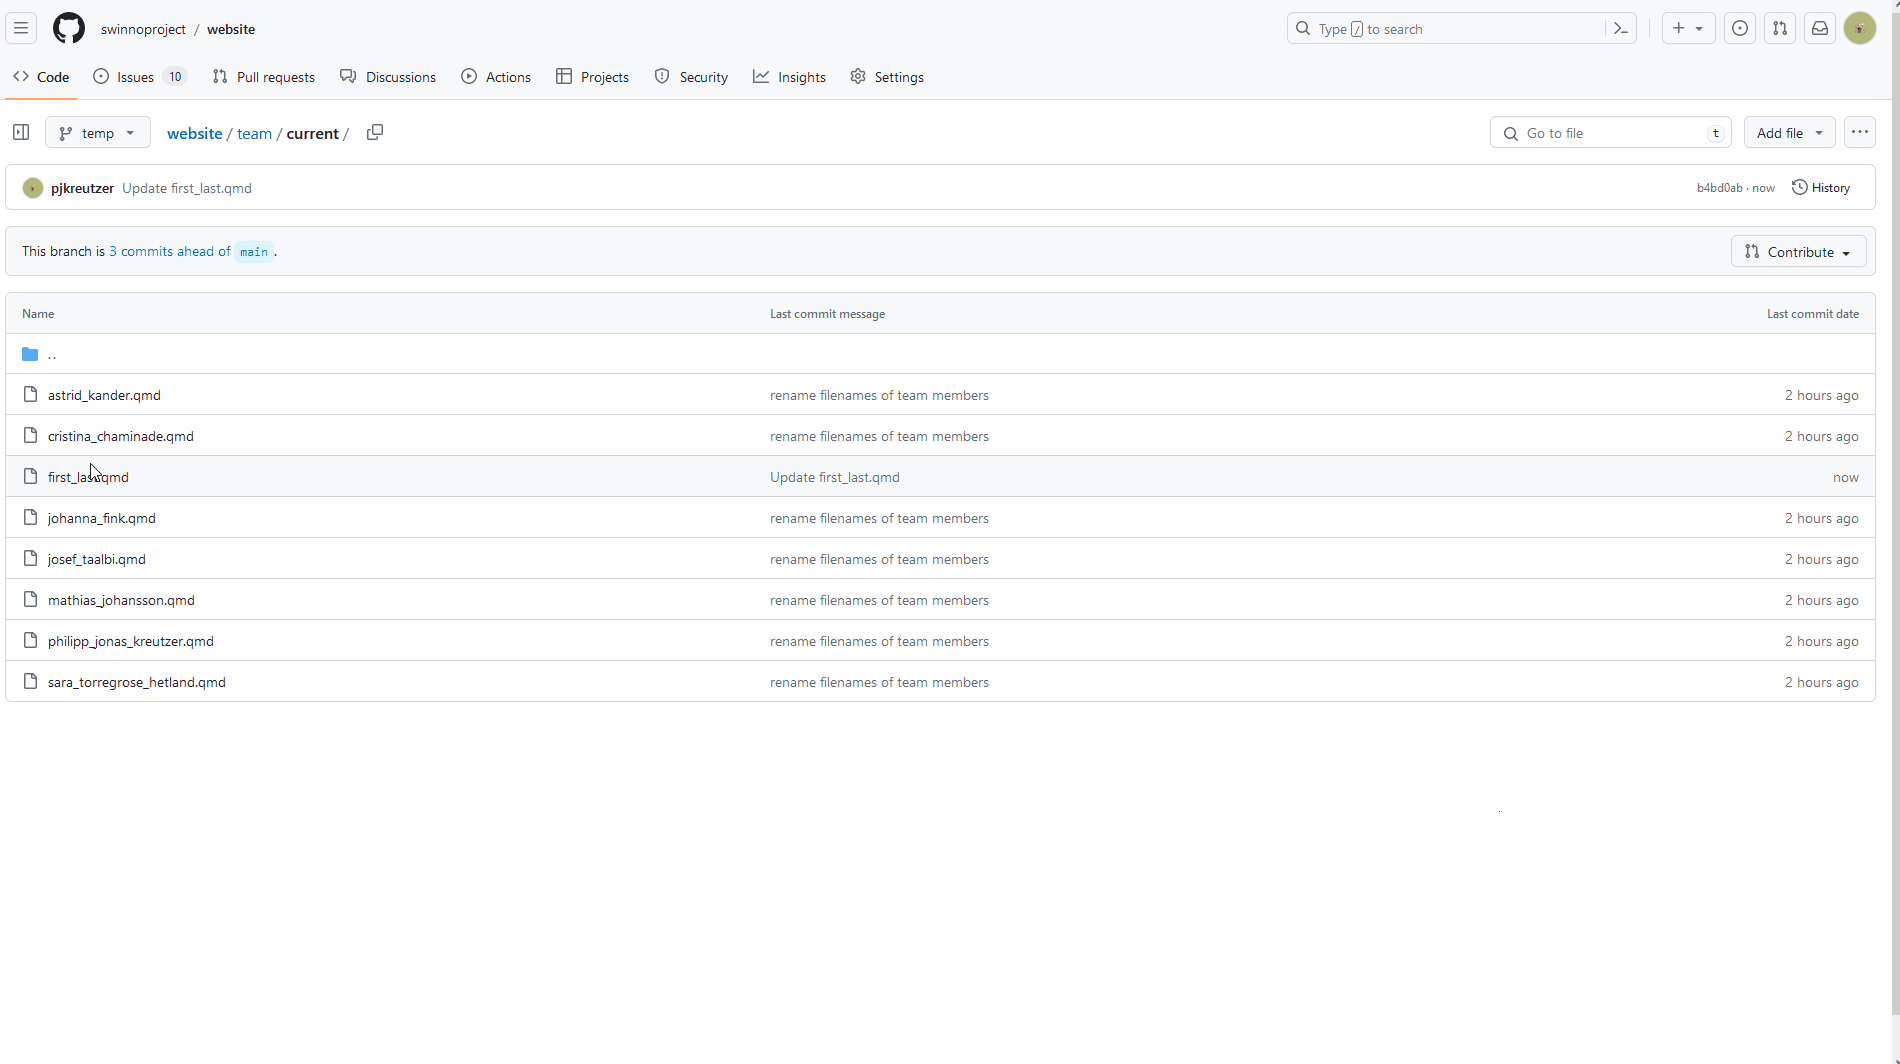 swinnoproject / website
Type / to search
Code Issues 10 Pull requests Discussions Actions Projects Security Insights Settings
temp website / team / current / Go to file t Add file
pjkreutzer Update first_last.qmd b4bd0ab · now History
This branch is 3 commits ahead of main . Contribute
Name Last commit message Last commit date
..
astrid_kander.qmd rename filenames of team members 2 hours ago
cristina_chaminade.qmd rename filenames of team members 2 hours ago
first_last.qmd Update first_last.qmd now
johanna_fink.qmd rename filenames of team members 2 hours ago
josef_taalbi.qmd rename filenames of team members 2 hours ago
mathias_johansson.qmd rename filenames of team members 2 hours ago
philipp_jonas_kreutzer.qmd rename filenames of team members 2 hours ago
sara_torregrose_hetland.qmd rename filenames of team members 2 hours ago